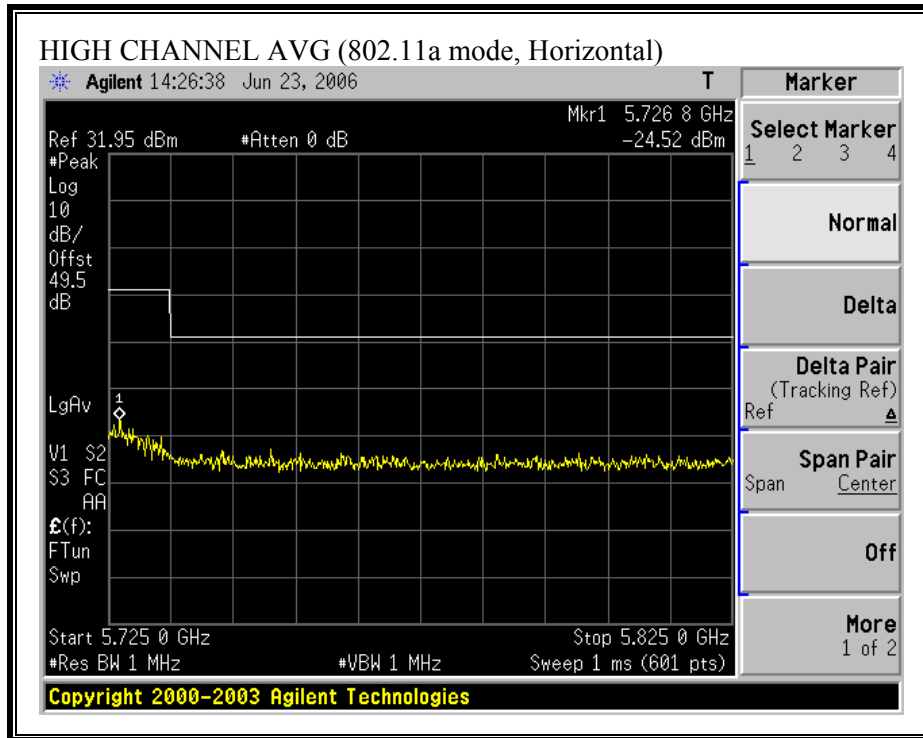 HIGH CHANNEL AVG (802.11a mode, Horizontal)
Agilent 14:26:38 Jun 23, 2006 T
Mkr1 5.726 8 GHz
Ref 31.95 dBm #Atten 0 dB -24.52 dBm
#Peak
Log
10
dB/
Offst
49.5
dB
LgAv
1
V1 S2
S3 FC
AA
£(f):
FTun
Swp
Start 5.725 0 GHz Stop 5.825 0 GHz
#Res BW 1 MHz #VBW 1 MHz Sweep 1 ms (601 pts)
Copyright 2000-2003 Agilent Technologies
Marker
Select Marker
1 2 3 4
Normal
Delta
Delta Pair
(Tracking Ref)
Ref Δ
Span Pair
Span Center
Off
More
1 of 2